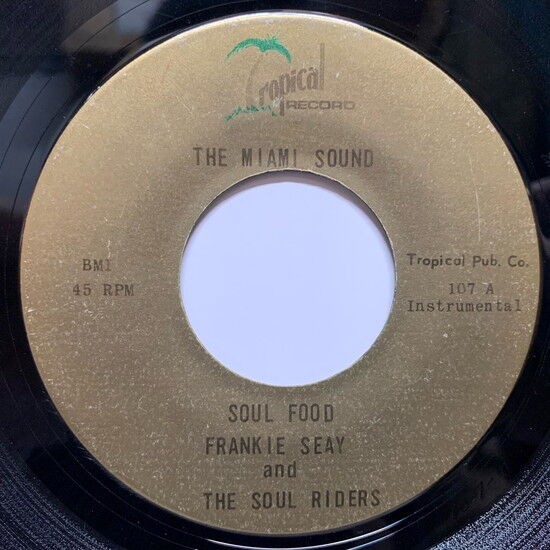 Tropical
RECORD
THE MIAMI SOUND
BMI
45 RPM
Tropical Pub. Co.
107 A
Instrumental
SOUL FOOD
FRANKIE SEAY
and
THE SOUL RIDERS